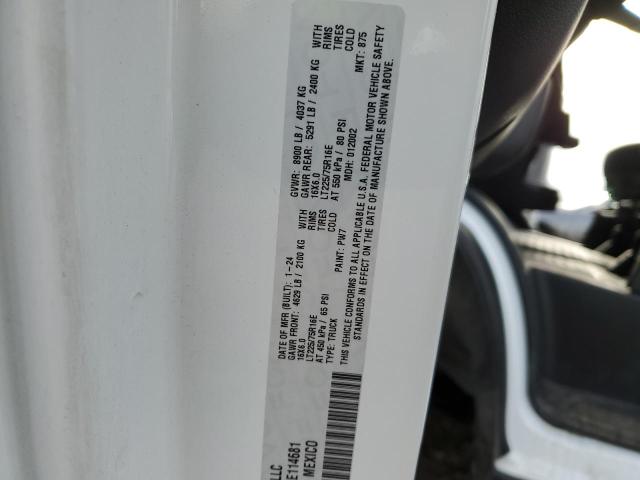 LLC
E114681
MEXICO
DATE OF MFR (BUILT): 1-24 GVWR: 8900 LB / 4037 KG
GAWR FRONT: 4629 LB / 2100 KG WITH GAWR REAR: 5291 LB / 2400 KG WITH
16X6.0 RIMS 16X6.0 RIMS
LT225/75R16E TIRES LT225/75R16E TIRES
AT 450 kPa / 65 PSI COLD AT 550 kPa / 80 PSI COLD
TYPE: TRUCK PAINT: PW7 MDH: 012002 MKT: 875
THIS VEHICLE CONFORMS TO ALL APPLICABLE U.S.A. FEDERAL MOTOR VEHICLE SAFETY
STANDARDS IN EFFECT ON THE DATE OF MANUFACTURE SHOWN ABOVE.